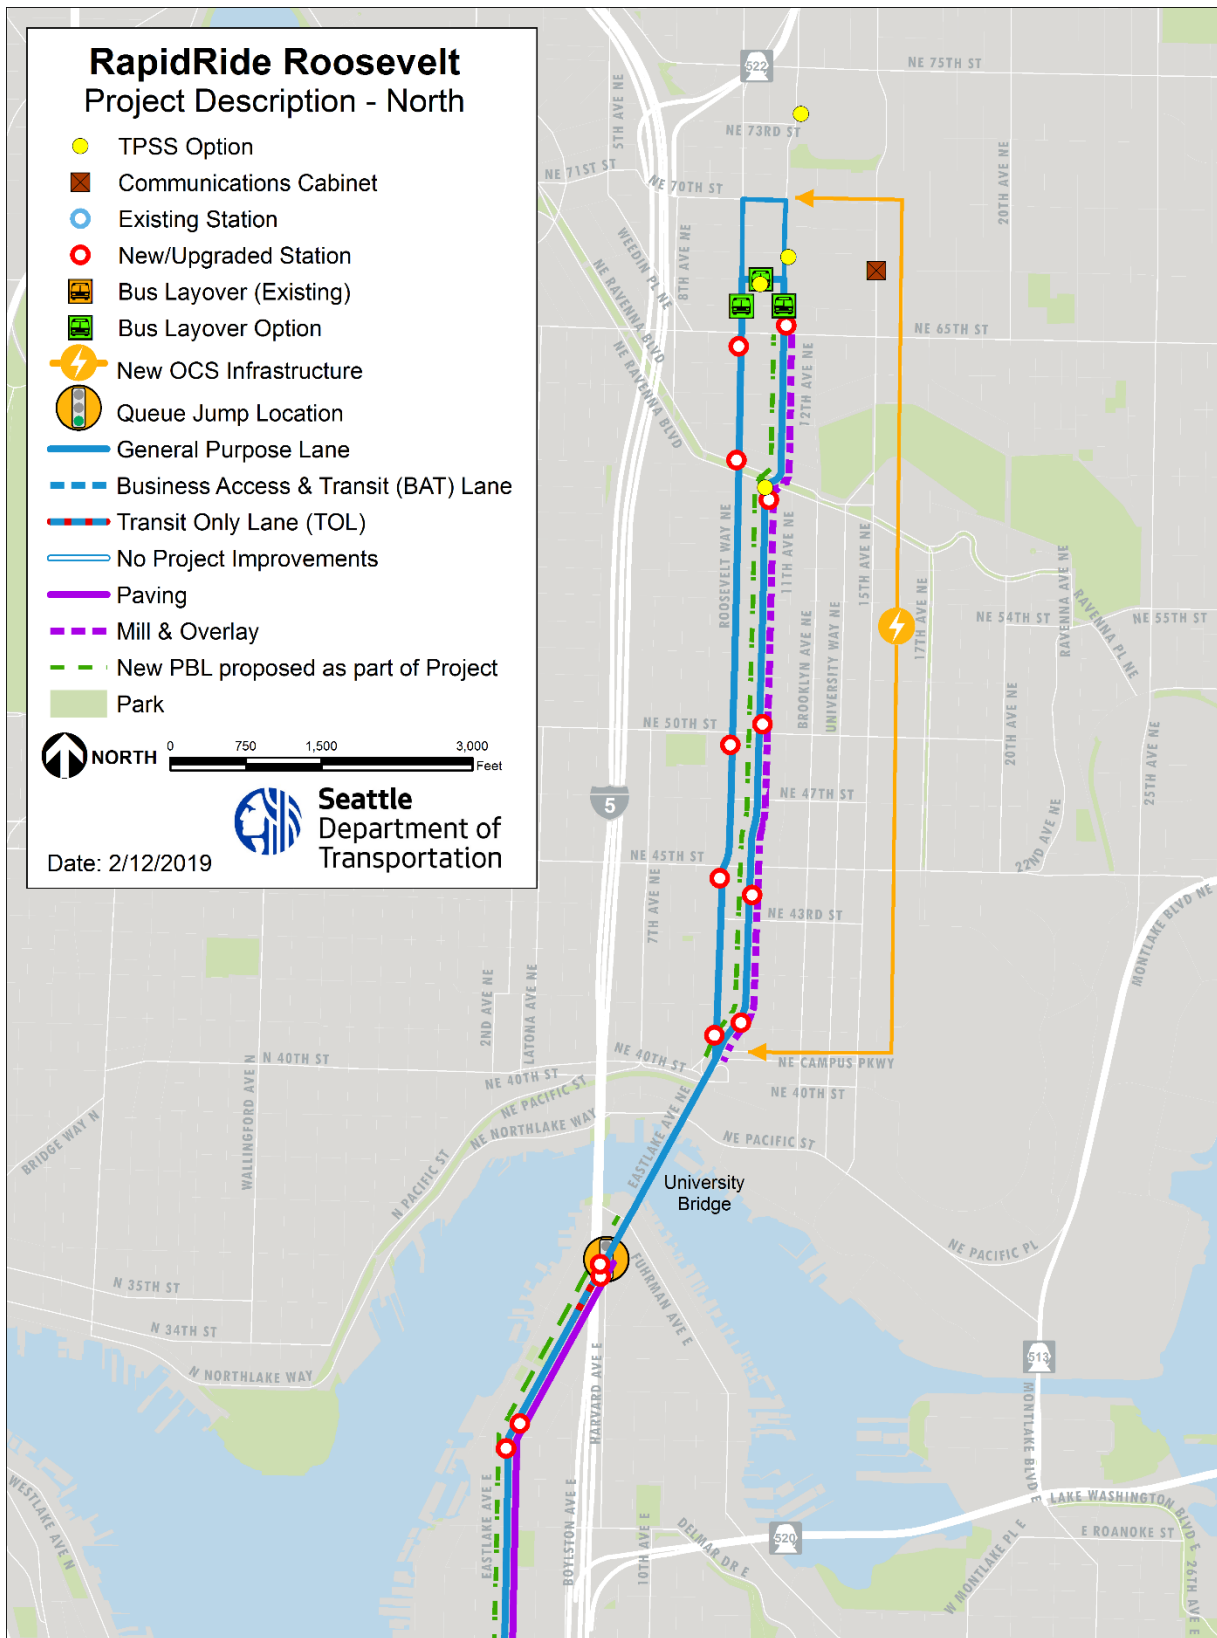 RapidRide Roosevelt
Project Description - North
TPSS Option
Communications Cabinet
Existing Station
New/Upgraded Station
Bus Layover (Existing)
Bus Layover Option
New OCS Infrastructure
Queue Jump Location
General Purpose Lane
Business Access & Transit (BAT) Lane
Transit Only Lane (TOL)
No Project Improvements
Paving
Mill & Overlay
New PBL proposed as part of Project
Park
NORTH
0 750 1,500 3,000
Feet
Seattle
Department of
Transportation
Date: 2/12/2019
522
NE 75TH ST
5TH AVE NE
NE 73RD ST
NE 71ST ST
NE 70TH ST
20TH AVE NE
WEEDIN PL NE
8TH AVE NE
NE RAVENNA BLVD
NE 65TH ST
NE RAVENNA BLVD
12TH AVE NE
ROOSEVELT WAY NE
11TH AVE NE
15TH AVE NE
17TH AVE NE
RAVENNA AVE NE
RAVENNA PL NE
NE 54TH ST
NE 55TH ST
BROOKLYN AVE NE
UNIVERSITY WAY NE
NE 50TH ST
20TH AVE NE
25TH AVE NE
5
NE 47TH ST
NE 45TH ST
22ND AVE NE
7TH AVE NE
NE 43RD ST
MONTLAKE BLVD NE
2ND AVE NE
LATONA AVE NE
N 40TH ST
NE 40TH ST
NE 40TH ST
NE CAMPUS PKWY
NE 40TH ST
WALLINGFORD AVE N
BRIDGE WAY N
NE PACIFIC ST
NE NORTHLAKE WAY
EASTLAKE AVE NE
NE PACIFIC ST
N PACIFIC ST
University
Bridge
NE PACIFIC PL
FUHRMAN AVE E
N 35TH ST
N 34TH ST
N NORTHLAKE WAY
513
HARVARD AVE E
MONTLAKE BLVD E
WESTLAKE AVE N
EASTLAKE AVE E
BOYLSTON AVE E
10TH AVE E
DELMAR DR E
520
LAKE WASHINGTON BLVD E
E ROANOKE ST
W MONTLAKE PL E
26TH AVE E